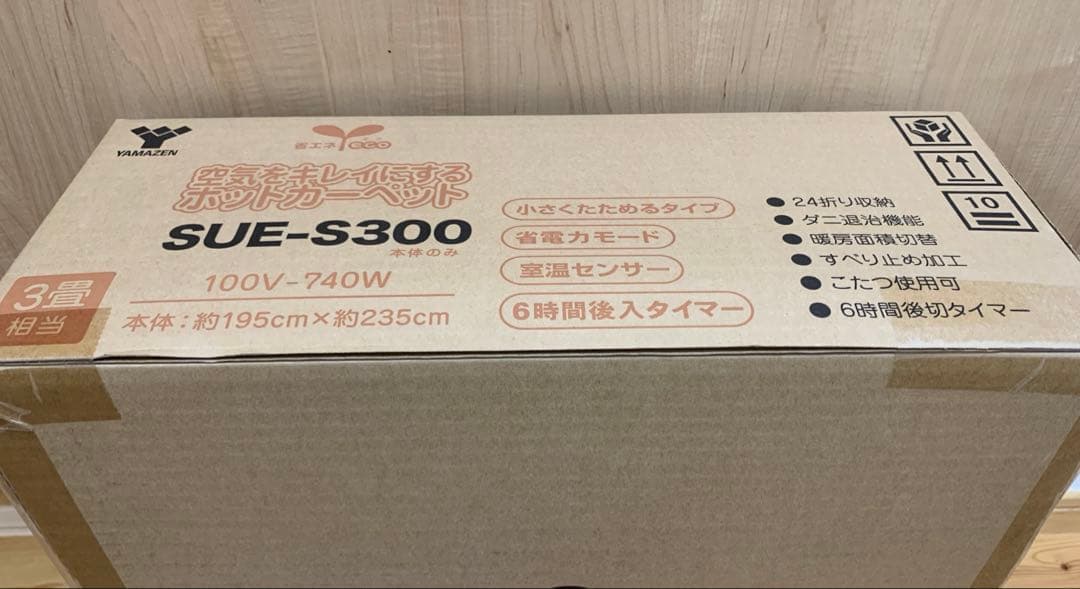 YAMAZEN
省エネ eco
空気をキレイにする
ホットカーペット
SUE-S300
本体のみ
100V-740W
本体：約195cm×約235cm
3畳
相当
小さくたためるタイプ
省電力モード
室温センサー
6時間後入タイマー
●24折り収納
●ダニ退治機能
●暖房面積切替
●すべり止め加工
●こたつ使用可
●6時間後切タイマー
10